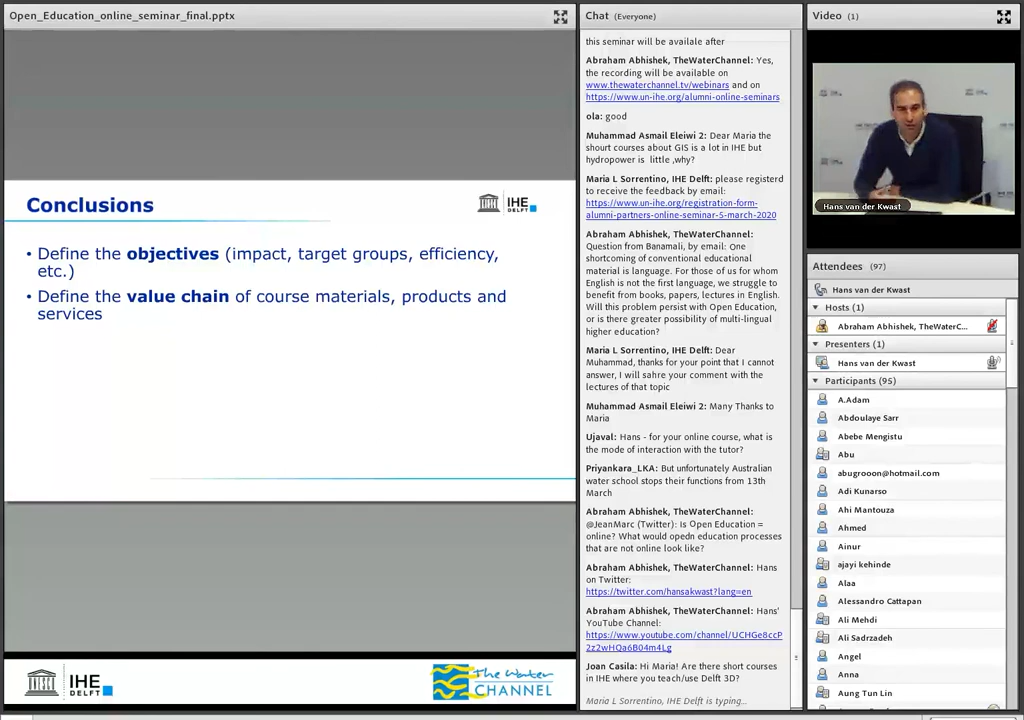 Open_Education_online_seminar_final.pptx
Conclusions
IHE
DELFT
• Define the objectives (impact, target groups, efficiency,
etc.)
• Define the value chain of course materials, products and
services
IHE
DELFT
The Water
CHANNEL
Chat (Everyone)
this seminar will be availale after
Abraham Abhishek, TheWaterChannel: Yes,
the recording will be available on
www.thewaterchannel.tv/webinars and on
https://www.un-ihe.org/alumni-online-seminars
ola: good
Muhammad Asmail Eleiwi 2: Dear Maria the
shourt courses about GIS is a lot in IHE but
hydropower is little ,why?
Maria L Sorrentino, IHE Delft: please registerd
to receive the feedback by email:
https://www.un-ihe.org/registration-form-
alumni-partners-online-seminar-5-march-2020
Abraham Abhishek, TheWaterChannel:
Question from Banamali, by email: One
shortcoming of conventional educational
material is language. For those of us for whom
English is not the first language, we struggle to
benefit from books, papers, lectures in English.
Will this problem persist with Open Education,
or is there greater possibility of multi-lingual
higher education?
Maria L Sorrentino, IHE Delft: Dear
Muhammad, thanks for your point that I cannot
answer, I will sahre your comment with the
lectures of that topic
Muhammad Asmail Eleiwi 2: Many Thanks to
Maria
Ujaval: Hans - for your online course, what is
the mode of interaction with the tutor?
Priyankara_LKA: But unfortunately Australian
water school stops their functions from 13th
March
Abraham Abhishek, TheWaterChannel:
@JeanMarc (Twitter): Is Open Education =
online? What would opedn education processes
that are not online look like?
Abraham Abhishek, TheWaterChannel: Hans
on Twitter:
https://twitter.com/hansakwast?lang=en
Abraham Abhishek, TheWaterChannel: Hans'
YouTube Channel:
https://www.youtube.com/channel/UCHGe8ccP
2z2wHQa6B04m4Lg
Joan Casila: Hi Maria! Are there short courses
in IHE where you teach/use Delft 3D?
Maria L Sorrentino, IHE Delft is typing...
Video (1)
Hans van der Kwast
Attendees (97)
Hans van der Kwast
Hosts (1)
Abraham Abhishek, TheWaterC...
Presenters (1)
Hans van der Kwast
Participants (95)
A.Adam
Abdoulaye Sarr
Abebe Mengistu
Abu
abugrooon@hotmail.com
Adi Kunarso
Ahi Mantouza
Ahmed
Ainur
ajayi kehinde
Alaa
Alessandro Cattapan
Ali Mehdi
Ali Sadrzadeh
Angel
Anna
Aung Tun Lin